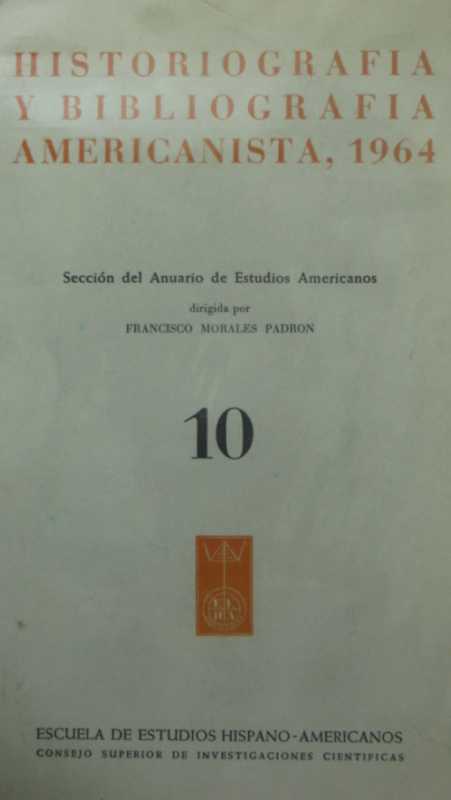 HISTORIOGRAFIA
Y BIBLIOGRAFIA
AMERICANISTA, 1964
Sección del Anuario de Estudios Americanos
dirigida por
FRANCISCO MORALES PADRON
10
ESCUELA DE ESTUDIOS HISPANO-AMERICANOS
CONSEJO SUPERIOR DE INVESTIGACIONES CIENTIFICAS